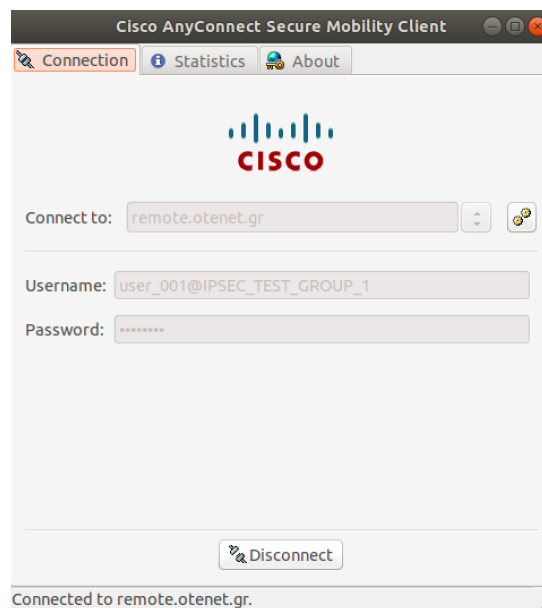 Cisco AnyConnect Secure Mobility Client
Connection Statistics About
CISCO
Connect to: remote.otenet.gr
Username: user_001@IPSEC_TEST_GROUP_1
Password: ••••••••
Disconnect
Connected to remote.otenet.gr.